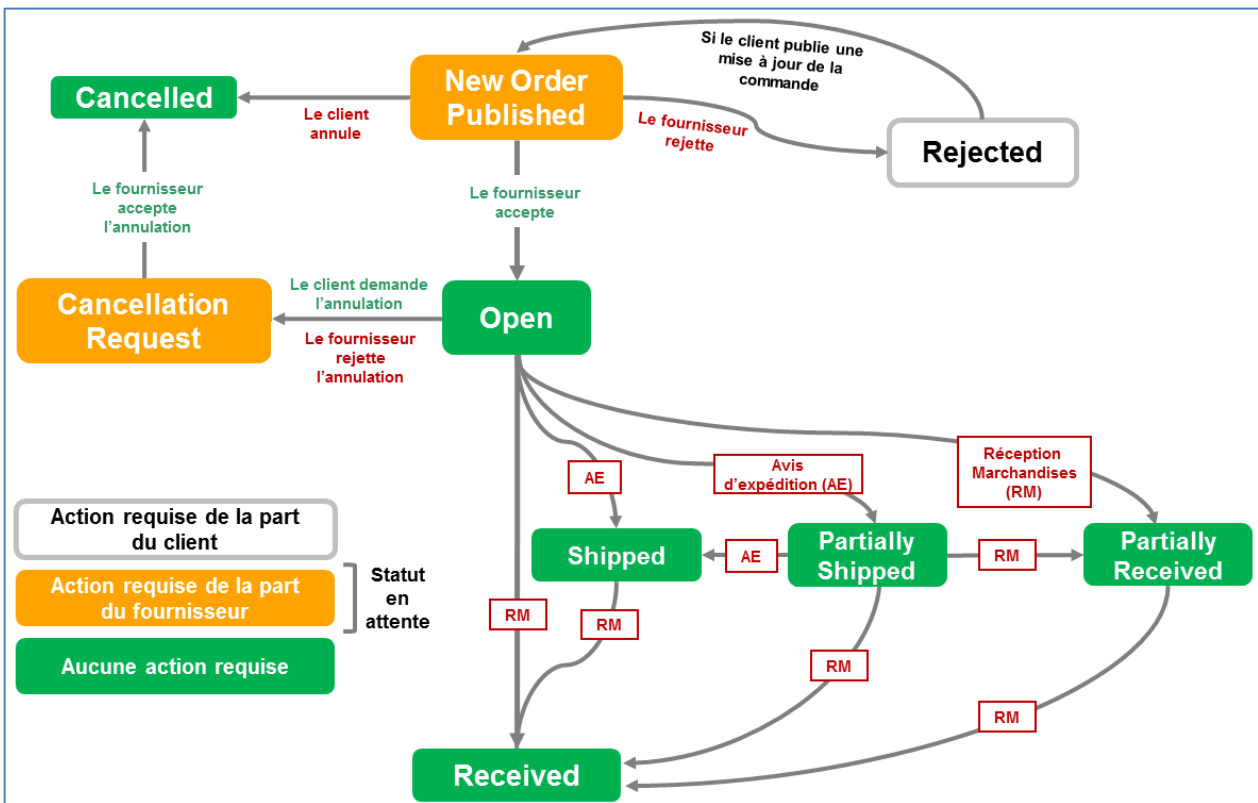 Si le client publie une
mise à jour de la
commande
Cancelled
New Order
Published
Le client
annule
Le fournisseur
rejette
Rejected
Le fournisseur
accepte
l'annulation
Le fournisseur
accepte
Cancellation
Request
Le client demande
l'annulation
Le fournisseur
rejette
l'annulation
Open
AE
Avis
d'expédition (AE)
Réception
Marchandises
(RM)
Action requise de la part
du client
Action requise de la part
du fournisseur
Aucune action requise
Statut
en
attente
Shipped
AE
Partially
Shipped
RM
Partially
Received
RM
RM
RM
RM
Received